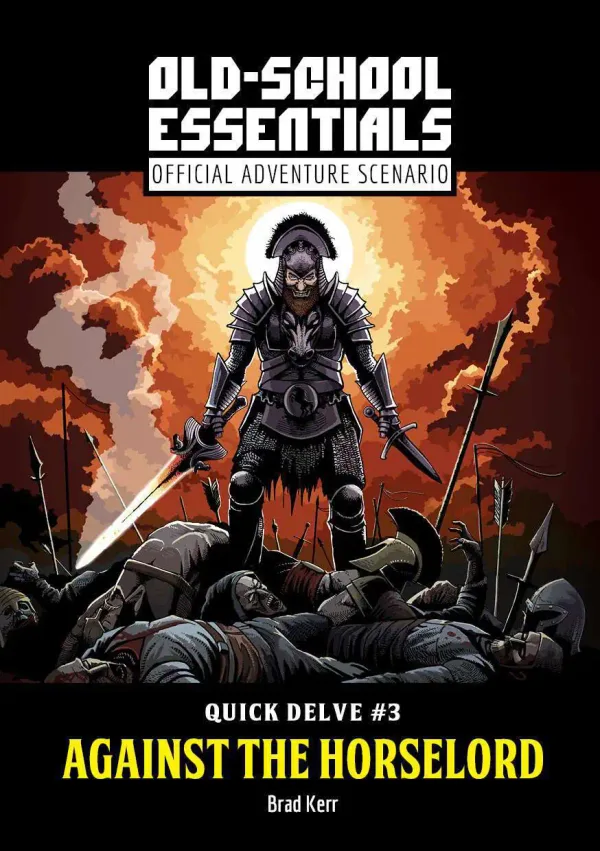 OLD-SCHOOL
ESSENTIALS
OFFICIAL ADVENTURE SCENARIO
QUICK DELVE #3
AGAINST THE HORSELORD
Brad Kerr